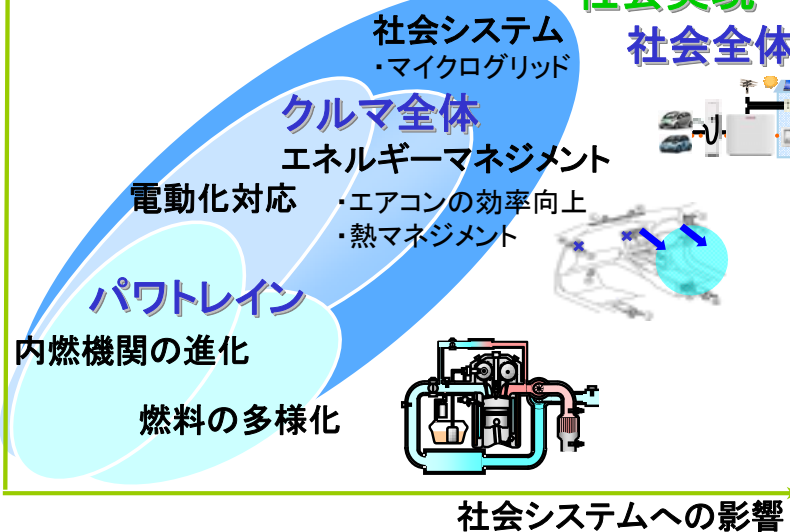 社会実現
社会システム
社会全体
・マイクログリッド
クルマ全体
エネルギーマネジメント
電動化対応
・エアコンの効率向上
・熱マネジメント
パワトレイン
内燃機関の進化
燃料の多様化
社会システムへの影響